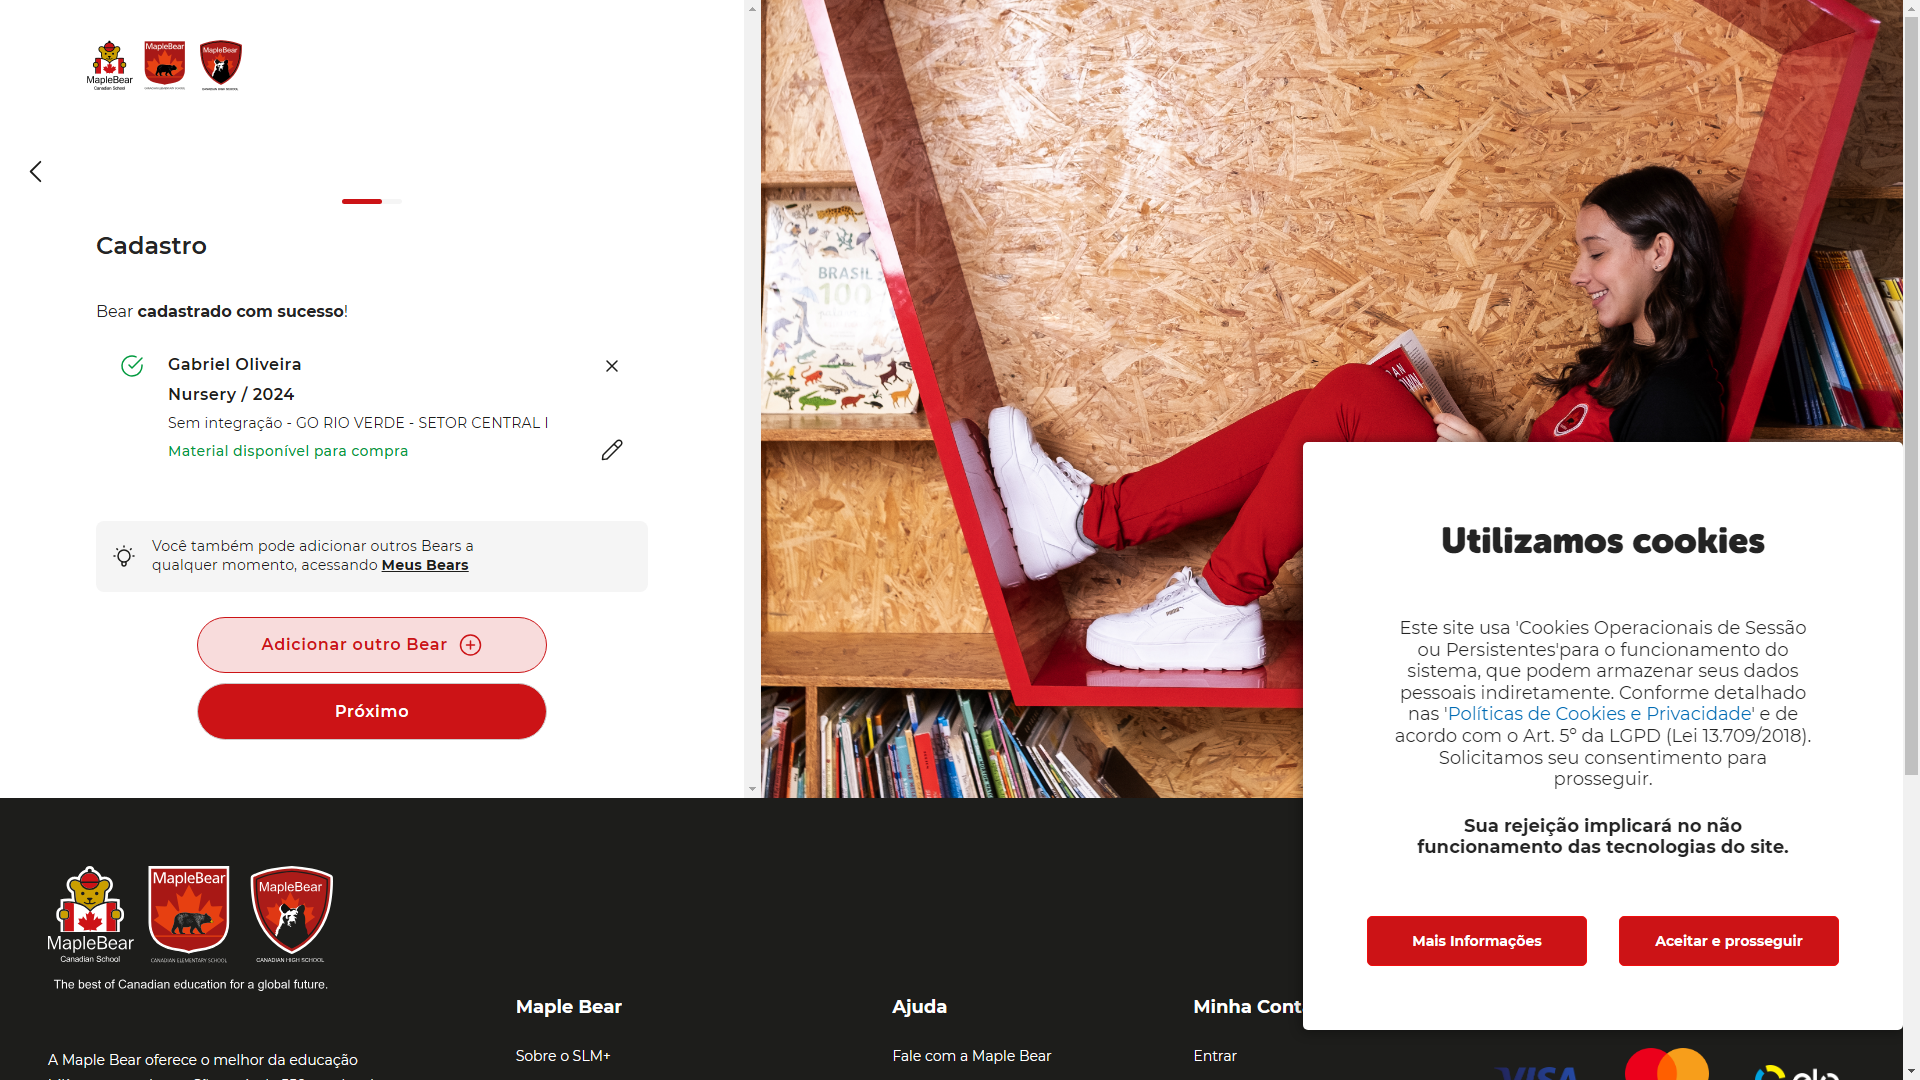 MapleBear
Canadian School
MapleBear
CANADIAN ELEMENTARY SCHOOL
MapleBear
CANADIAN HIGH SCHOOL
Cadastro
Bear cadastrado com sucesso!
Gabriel Oliveira
Nursery / 2024
Sem integração - GO RIO VERDE - SETOR CENTRAL I
Material disponível para compra
Você também pode adicionar outros Bears a
qualquer momento, acessando Meus Bears
Adicionar outro Bear
Próximo
BRASIL
100
Utilizamos cookies
Este site usa 'Cookies Operacionais de Sessão
ou Persistentes'para o funcionamento do
sistema, que podem armazenar seus dados
pessoais indiretamente. Conforme detalhado
nas 'Políticas de Cookies e Privacidade' e de
acordo com o Art. 5º da LGPD (Lei 13.709/2018).
Solicitamos seu consentimento para
prosseguir.
Sua rejeição implicará no não
funcionamento das tecnologias do site.
Mais Informações
Aceitar e prosseguir
MapleBear
Canadian School
MapleBear
CANADIAN ELEMENTARY SCHOOL
MapleBear
CANADIAN HIGH SCHOOL
The best of Canadian education for a global future.
A Maple Bear oferece o melhor da educação
Maple Bear
Sobre o SLM+
Ajuda
Fale com a Maple Bear
Minha Cont
Entrar
VISA
elo